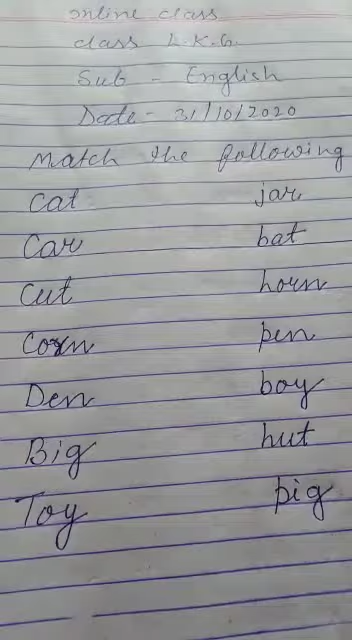 online class
class L.K.G.
Sub - English
Date - 31/10/2020
Match the following
Cat jar
Car bat
Cut horn
Corn pen
Den boy
Big hut
Toy pig